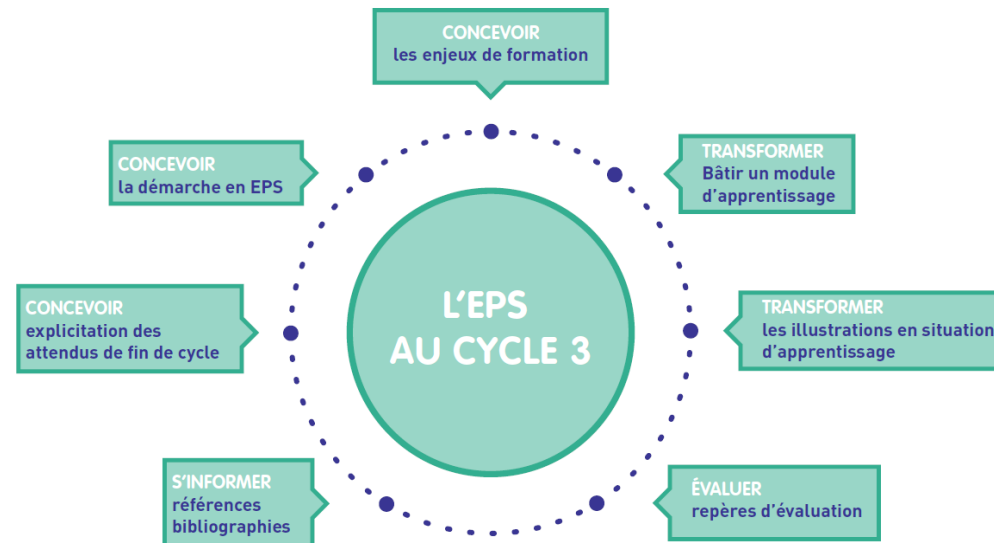 CONCEVOIR
les enjeux de formation
CONCEVOIR
la démarche en EPS
TRANSFORMER
Bâtir un module
d'apprentissage
CONCEVOIR
explicitation des
attendus de fin de cycle
L'EPS
AU CYCLE 3
TRANSFORMER
les illustrations en situation
d'apprentissage
S'INFORMER
références
bibliographies
ÉVALUER
repères d'évaluation